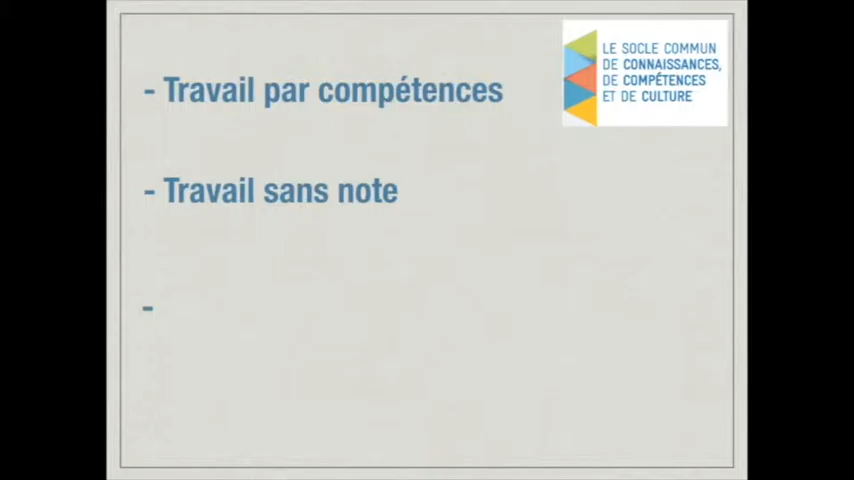 - Travail par compétences
LE SOCLE COMMUN
DE CONNAISSANCES,
DE COMPÉTENCES
ET DE CULTURE
- Travail sans note
-